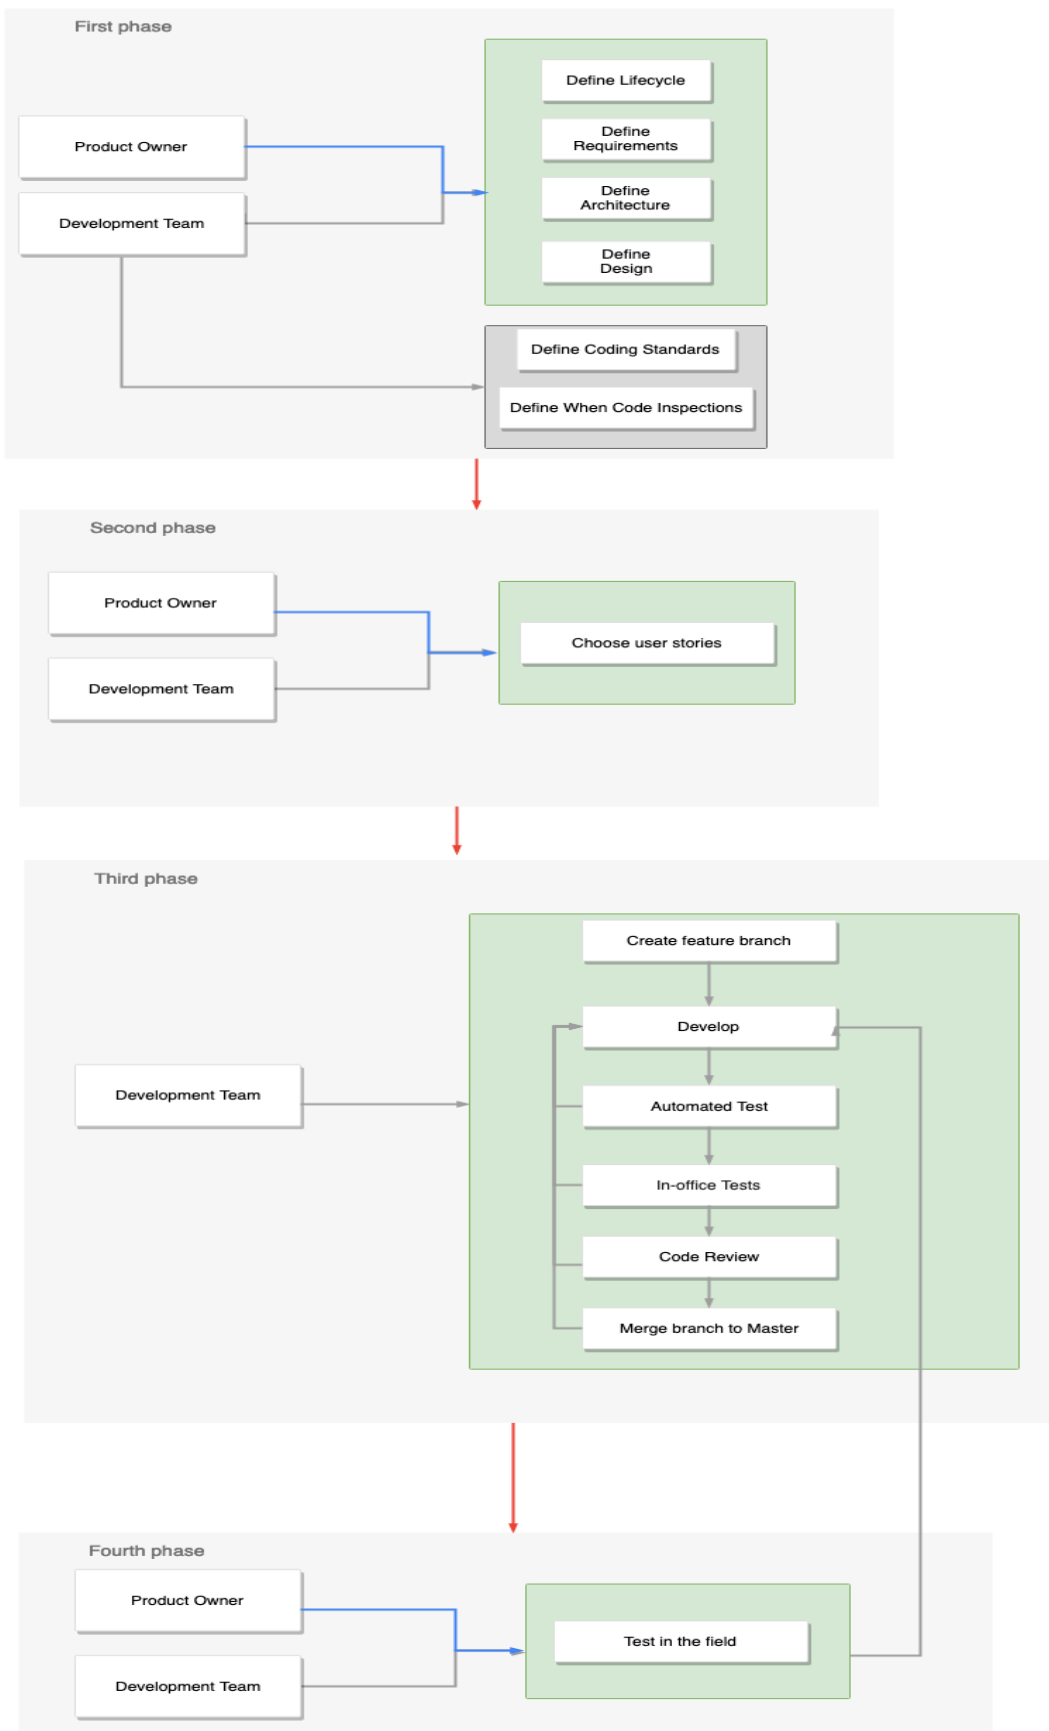 First phase
Product Owner
Development Team
Define Lifecycle
Define
Requirements
Define
Architecture
Define
Design
Define Coding Standards
Define When Code Inspections
Second phase
Product Owner
Development Team
Choose user stories
Third phase
Development Team
Create feature branch
Develop
Automated Test
In-office Tests
Code Review
Merge branch to Master
Fourth phase
Product Owner
Development Team
Test in the field